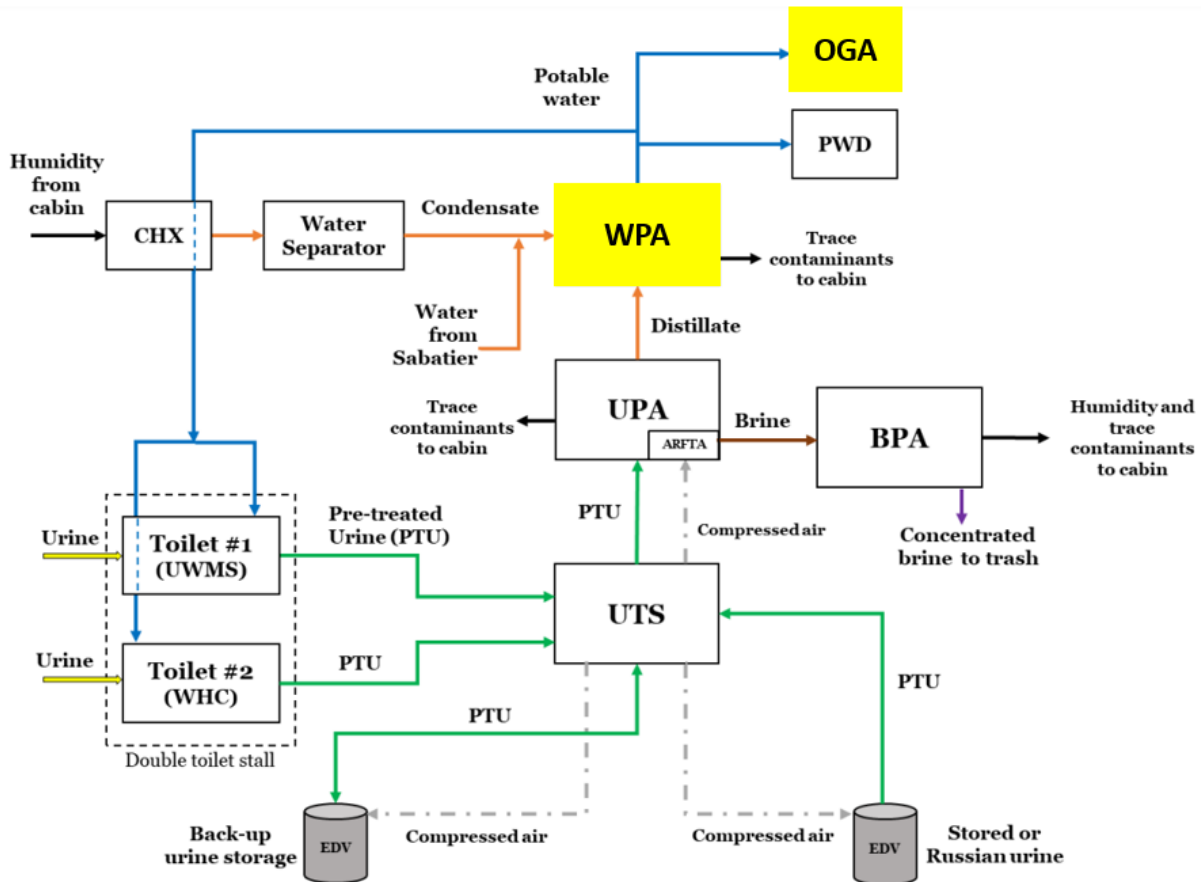 OGA
Potable
water
PWD
Humidity
from
cabin
CHX
Water
Separator
Condensate
WPA
Trace
contaminants
to cabin
Water
from
Sabatier
Distillate
UPA
ARFTA
Trace
contaminants
to cabin
Brine
BPA
Humidity and
trace
contaminants
to cabin
PTU
Compressed air
Concentrated
brine to trash
Urine
Toilet #1
(UWMS)
Pre-treated
Urine (PTU)
UTS
Urine
Toilet #2
(WHC)
PTU
PTU
PTU
Double toilet stall
Back-up
urine storage
EDV
Compressed air
Compressed air
EDV
Stored or
Russian urine